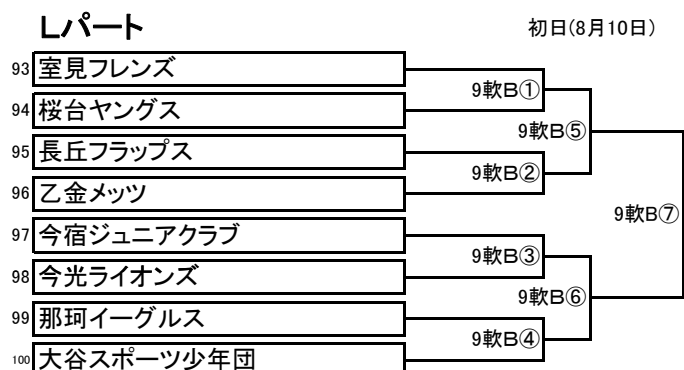 Lパート 初日(8月10日)
93 室見フレンズ
9軟B①
94 桜台ヤングス
9軟B⑤
95 長丘フラップス
9軟B②
96 乙金メッツ
9軟B⑦
97 今宿ジュニアクラブ
9軟B③
98 今光ライオンズ
9軟B⑥
99 那珂イーグルス
9軟B④
100 大谷スポーツ少年団